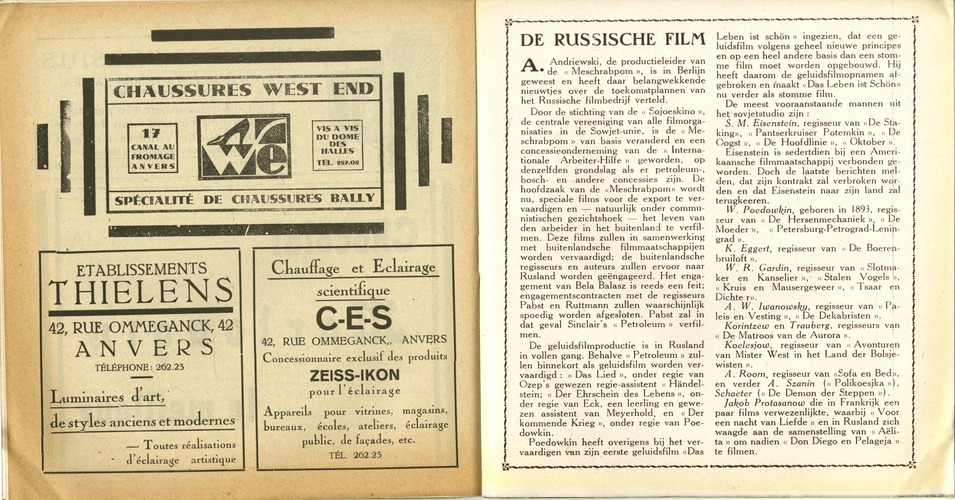 CHAUSSURES WEST END
17
CANAL AU
FROMAGE
ANVERS
We
VIS A VIS
DU DOME
DES
HALLES
TEL. 257.08
SPÉCIALITÉ DE CHAUSSURES BALLY
ETABLISSEMENTS
THIELENS
42, RUE OMMEGANCK, 42
ANVERS
TÉLÉPHONE: 262.23
Luminaires d'art,
de styles anciens et modernes
— Toutes réalisations
d'éclairage artistique
Chauffage et Eclairage
scientifique
C-E-S
42, RUE OMMEGANCK,, ANVERS
Concessionnaire exclusif des produits
ZEISS-IKON
pour l'éclairage
Appareils pour vitrines, magasins,
bureaux, écoles, ateliers, éclairage
public, de façades, etc.
TÉL. 262.23
DE RUSSISCHE FILM
A. Andriewski, de productieleider van
de « Meschrabpom », is in Berlijn
geweest en heeft daar belangwekkende
nieuwtjes over de toekomstplannen van
het Russische filmbedrijf verteld.
Door de stichting van de « Sojoeskino »,
de centrale vereeniging van alle filmorga-
nisaties in de Sowjet-unie, is de « Me-
schrabpom » van basis veranderd en een
concessieonderneming van de « Interna-
tionale Arbeiter-Hilfe » geworden, op
denzelfden grondslag als er petroleum-,
bosch- en andere concessies zijn. De
hoofdzaak van de «Meschrabpom» wordt
nu, speciale films voor de export te ver-
vaardigen en — natuurlijk onder commu-
nistischen gezichtshoek — het leven van
den arbeider in het buitenland te verfil-
men. Deze films zullen in samenwerking
met buitenlandsche filmmaatschappijen
worden vervaardigd; de buitenlandsche
regisseurs en auteurs zullen ervoor naar
Rusland worden geëngageerd. Het enga-
gement van Bela Balasz is reeds een feit;
engagementscontracten met de regisseurs
Pabst en Ruttmann zullen waarschijnlijk
spoedig worden afgesloten. Pabst zal in
dat geval Sinclair's « Petroleum » verfil-
men.
De geluidsfilmproductie is in Rusland
in vollen gang. Behalve « Petroleum » zul-
len binnekort als geluidsfilm worden ver-
vaardigd : « Das Lied », onder regie van
Ozep's gewezen regie-assistent « Händel-
stein; « Der Ehrschein des Lebens », on-
der regie van Eck, een leerling en gewe-
zen assistent van Meyerhold, en « Der
kommende Krieg », onder regie van Poe-
dowkin.
Poedowkin heeft overigens bij het ver-
vaardigen van zijn eerste geluidsfilm «Das
Leben ist schön » ingezien, dat een ge-
luidsfilm volgens geheel nieuwe principes
en op een heel andere basis dan een stom-
me film moet worden opgebouwd. Hij
heeft daarom de geluidsfilmopnamen af-
gebroken en maakt «Das Leben ist Schön»
nu verder als stomme film.
De meest vooraanstaande mannen uit
het sovjetstudio zijn :
S. M. Eisenstein, regisseur van «De Sta-
king», « Pantserkruiser Potemkin », « De
Oogst », « De Hoofdlinie », « Oktober ».
Eisenstein is sedertdien bij een Ameri-
kaansche filmmaatschappij verbonden ge-
worden. Doch de laatste berichten mel-
den, dat zijn kontrakt zal verbroken wor-
den en dat Eisenstein naar zijn land zal
terugkeeren.
W. Poedowkin, geboren in 1893, regis-
seur van « De Hersenmechaniek », « De
Moeder », « Petersburg-Petrograd-Lenin-
grad ».
K. Eggert, regisseur van « De Boeren-
bruiloft ».
W. R. Gardin, regisseur van « Slotma-
ker en Kanselier », « Stalen Vogels »,
« Kruis en Mausergeweer », « Tsaar en
Dichter».
A. W. Iwanowsky, regisseur van « Pa-
leis en Vesting », « De Dekabristen ».
Korintzew en Trauberg, regisseurs van
« De Matroos van de Aurora ».
Koelesjow, regisseur van « Avonturen
van Mister West in het Land der Bolsje-
wisten ».
A. Room, regisseur van «Sofa en Bed»,
en verder A. Szanin (« Polikoesjka »).
Schaeter (« De Demon der Steppen »).
Jakob Protasanow die in Frankrijk een
paar films verwezenlijkte, waarbij « Voor
een nacht van Liefde » en in Rusland zich
waagde aan de samenstelling van « Aëli-
ta » om nadien « Don Diego en Pelageja »
te filmen.